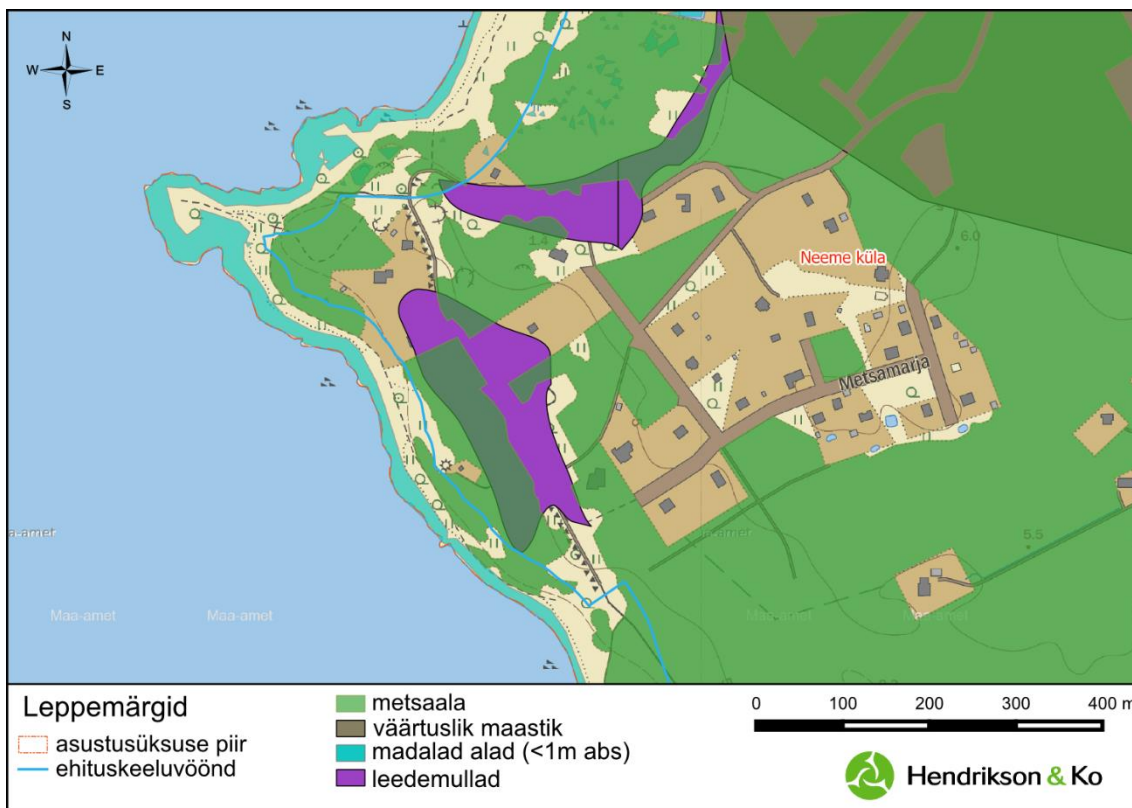 N
W E
S
1.4
6.0
Neeme küla
Metsamarja
Maa-amet
Maa-amet
5.5
Maa-amet
Maa-amet
Maa-amet
Maa-amet
Leppemärgid
asustusüksuse piir
ehituskeeluvöönd
metsaala
väärtuslik maastik
madalad alad (<1m abs)
leedemullad
0 100 200 300 400 m
Hendrikson & Ko